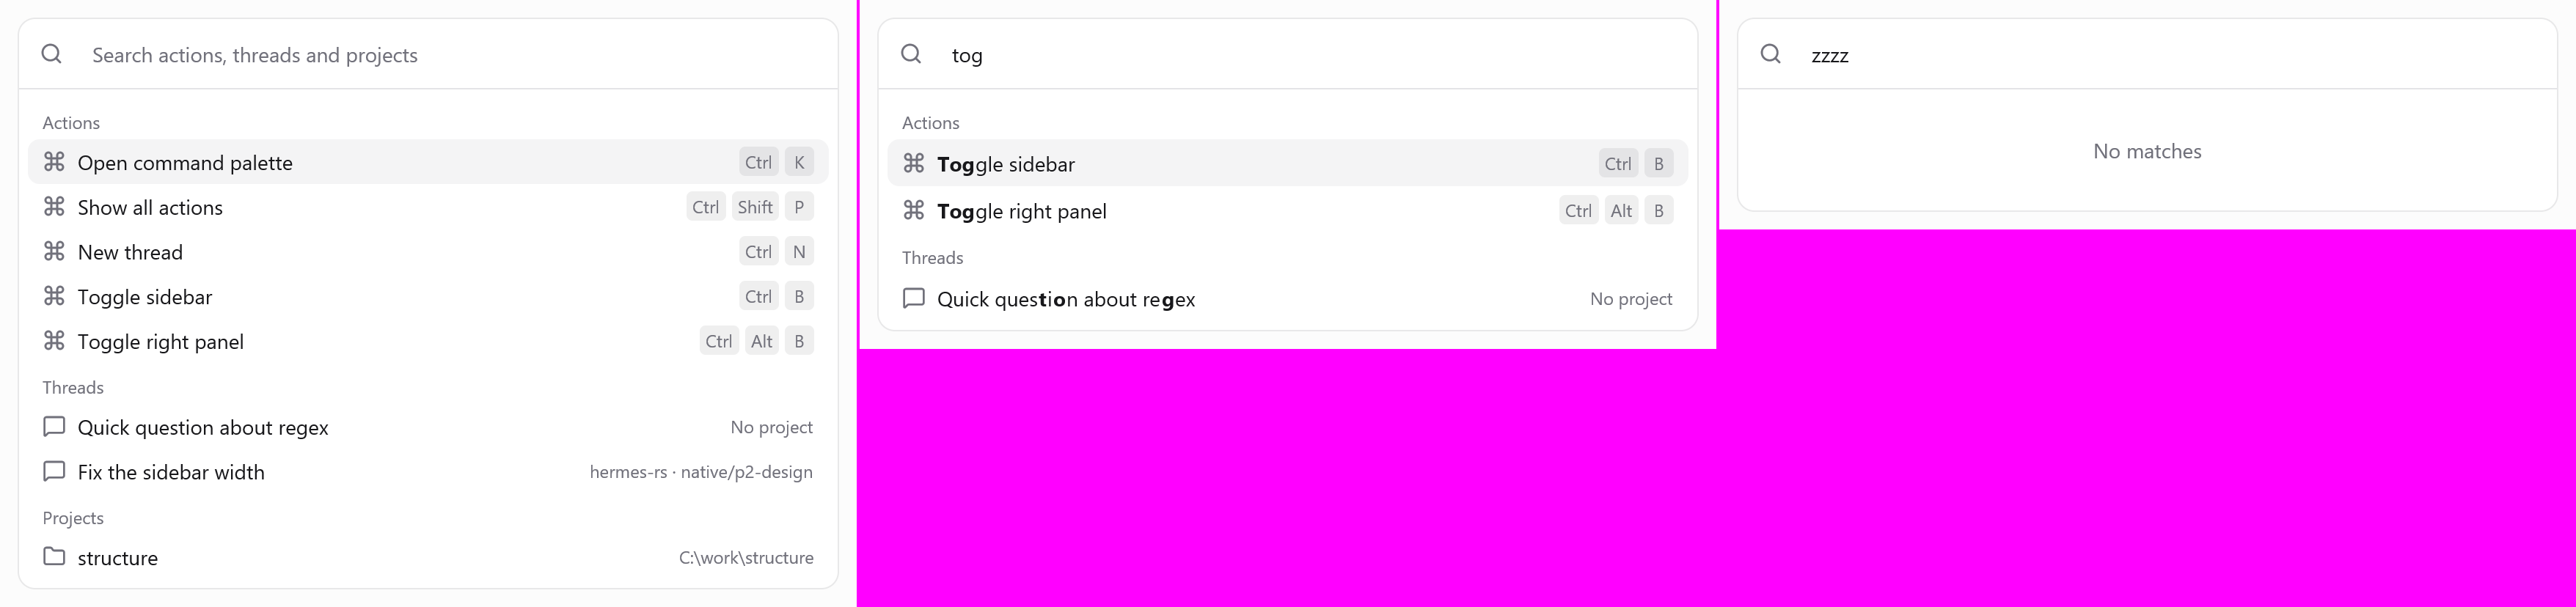 Search actions, threads and projects
Actions
Open command palette Ctrl K
Show all actions Ctrl Shift P
New thread Ctrl N
Toggle sidebar Ctrl B
Toggle right panel Ctrl Alt B
Threads
Quick question about regex No project
Fix the sidebar width hermes-rs · native/p2-design
Projects
structure C:\work\structure
tog
Actions
Toggle sidebar Ctrl B
Toggle right panel Ctrl Alt B
Threads
Quick question about regex No project
zzzz
No matches